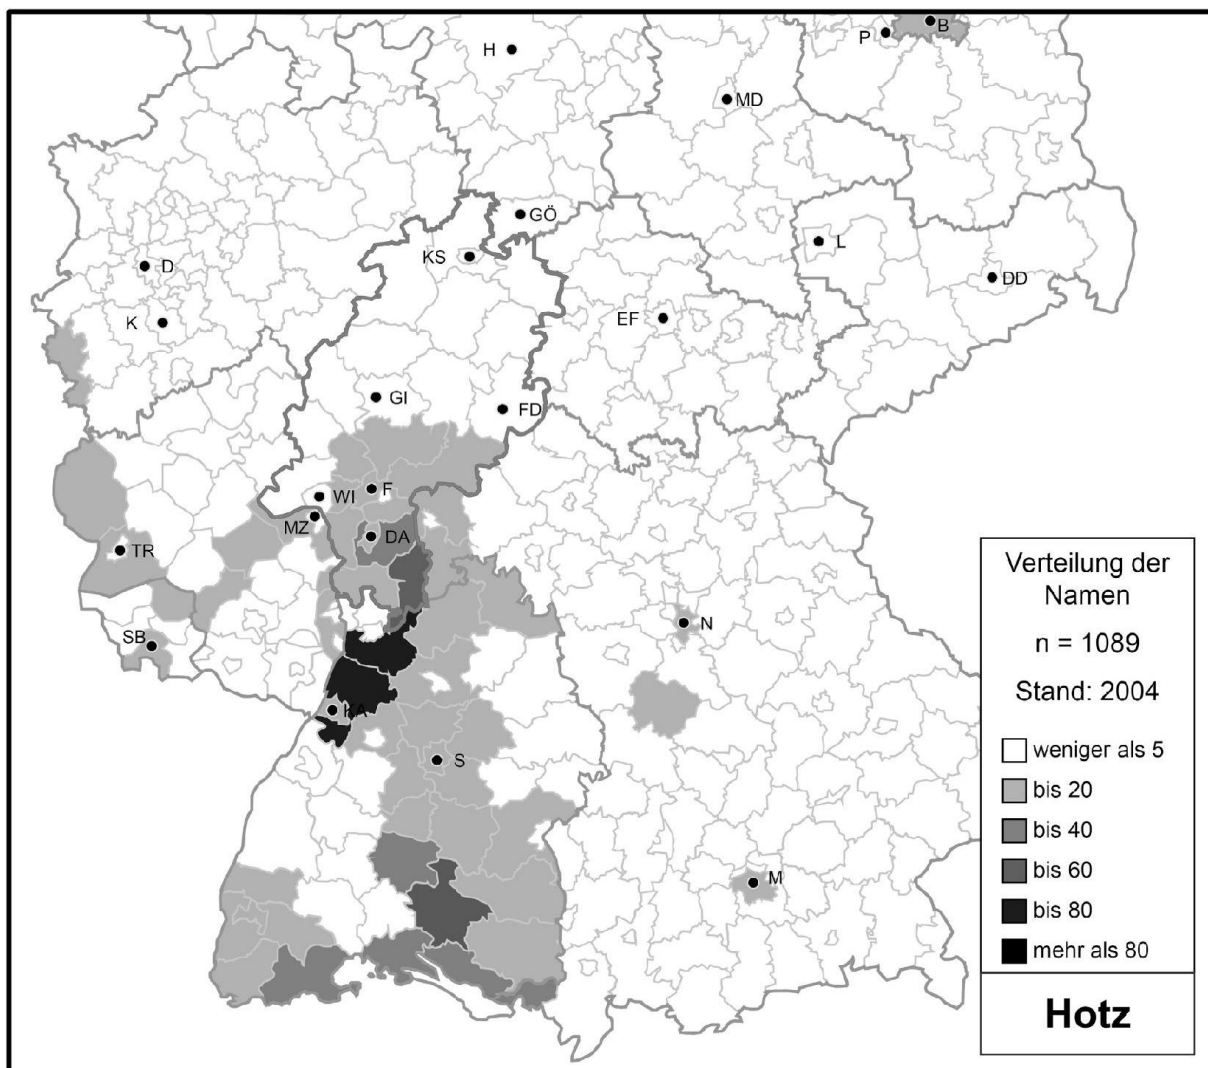 B
P
H
MD
GÖ
L
KS
D
DD
K
EF
GI
FD
F
WI
MZ
DA
TR
N
SB
KA
S
M
Verteilung der
Namen
n = 1089
Stand: 2004
weniger als 5
bis 20
bis 40
bis 60
bis 80
mehr als 80
Hotz